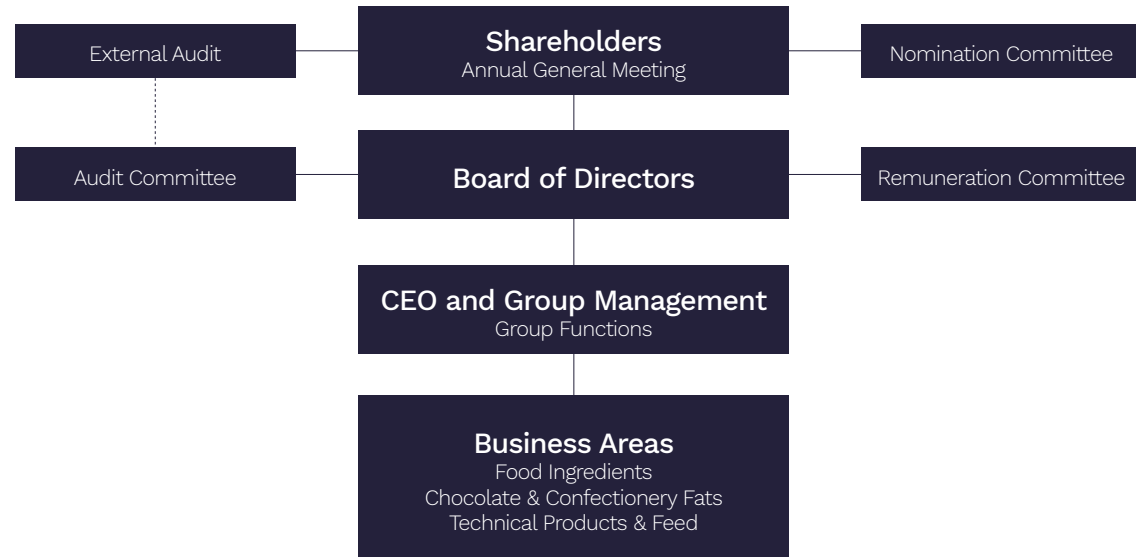 External Audit
Shareholders
Annual General Meeting
Nomination Committee
Audit Committee
Board of Directors
Remuneration Committee
CEO and Group Management
Group Functions
Business Areas
Food Ingredients
Chocolate & Confectionery Fats
Technical Products & Feed